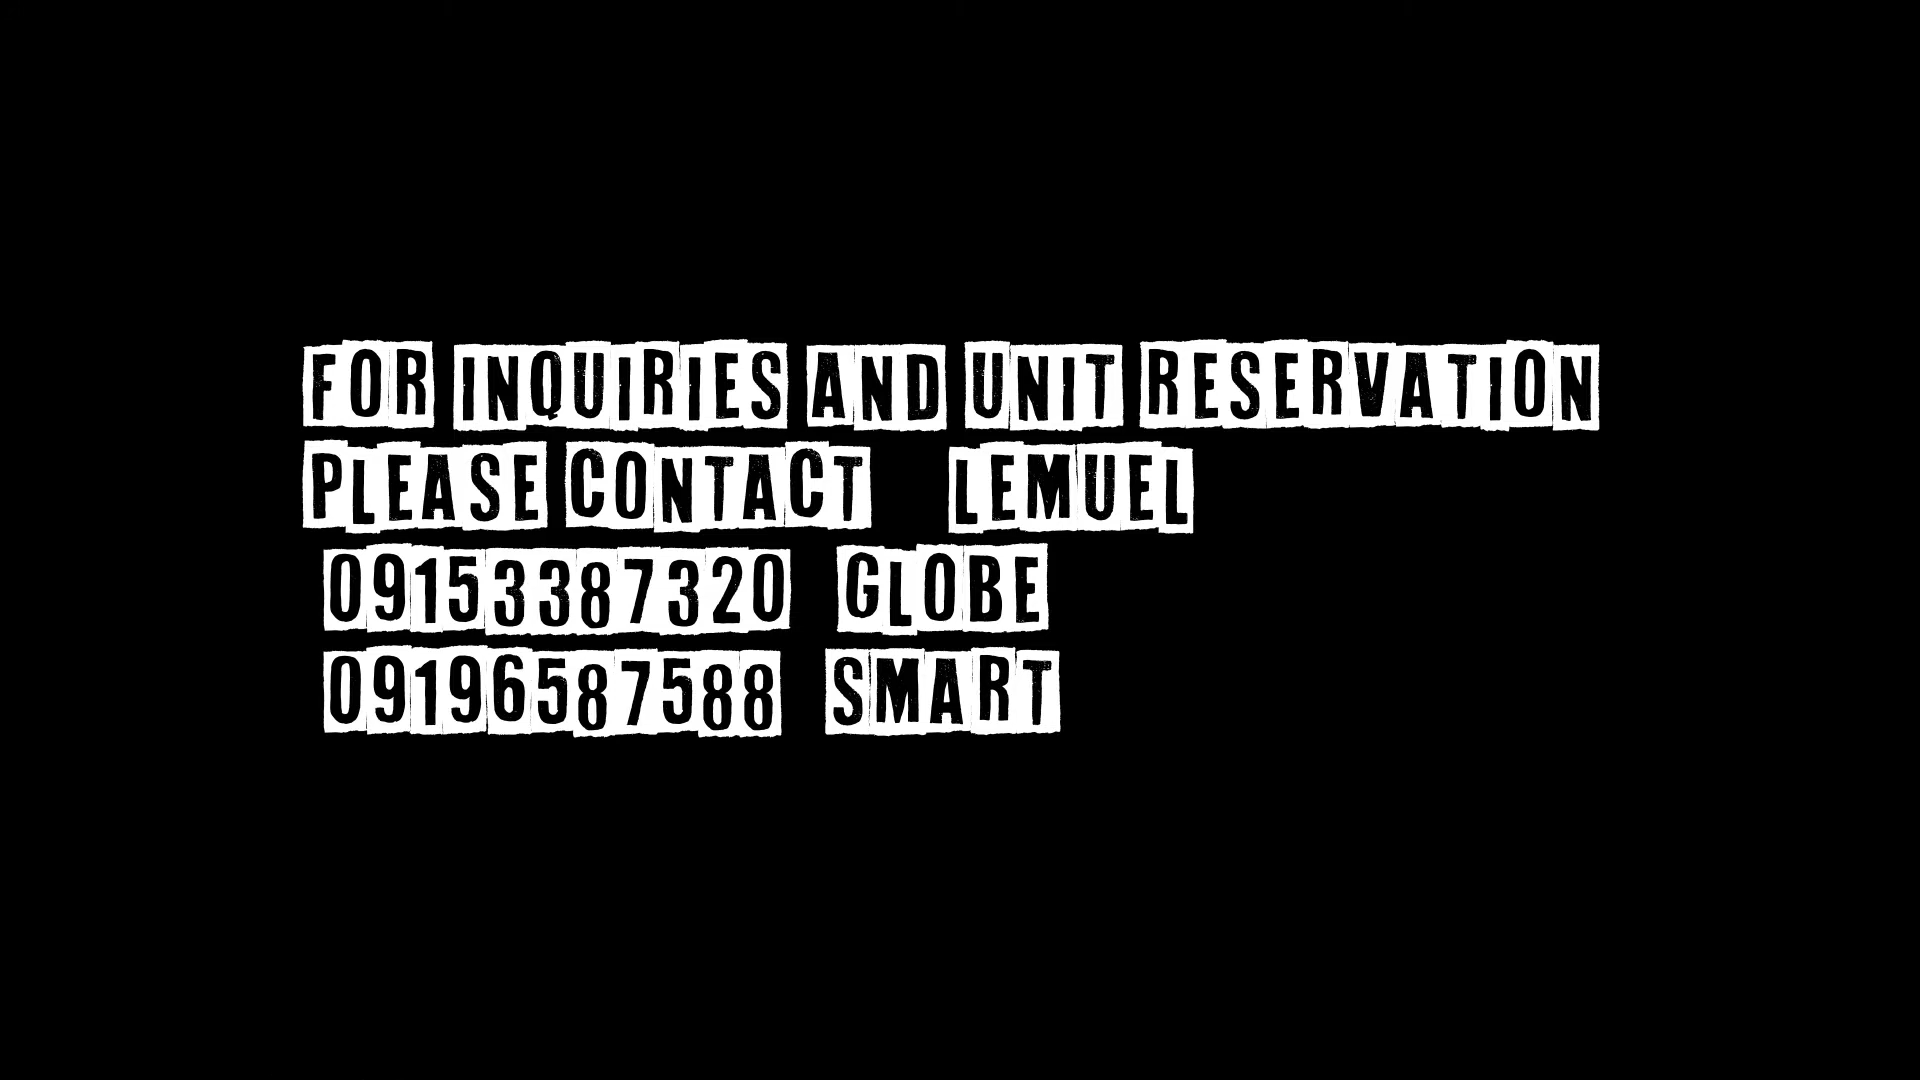 FOR INQUIRIES AND UNIT RESERVATION
PLEASE CONTACT LEMUEL
09153387320 GLOBE
09196587588 SMART